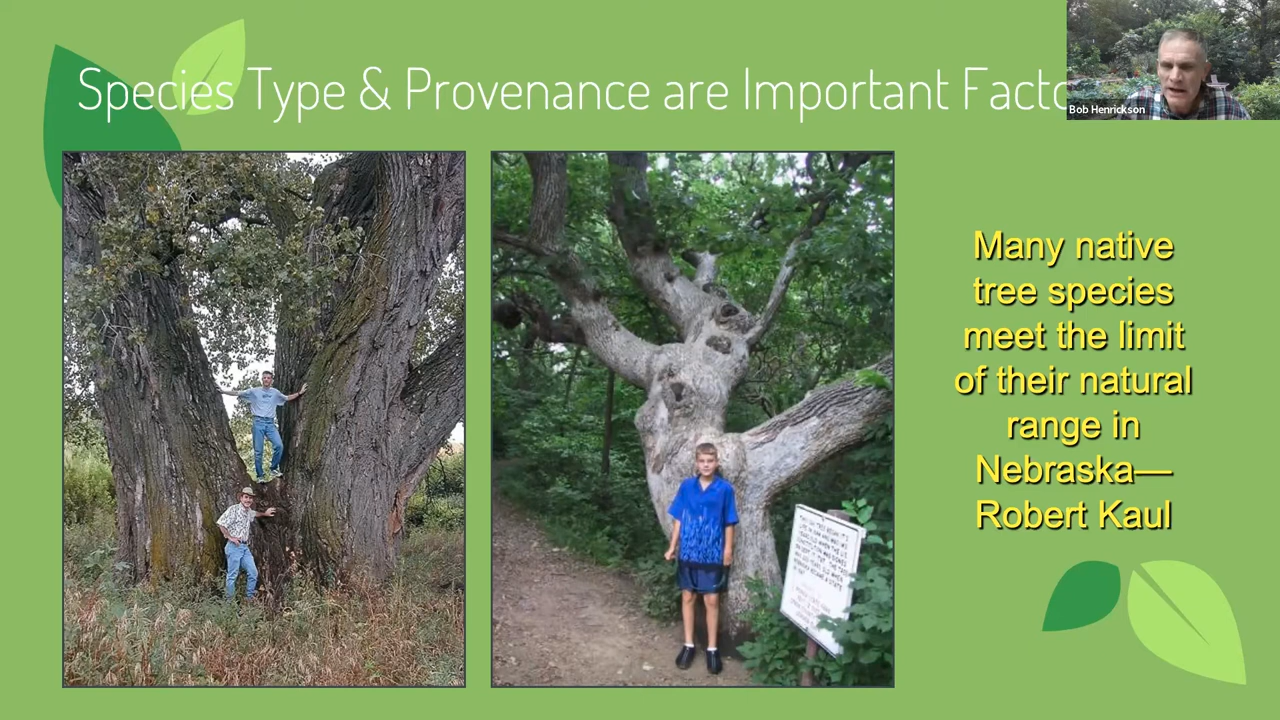 Species Type & Provenance are Important Facto
Bob Henrickson
Many native
tree species
meet the limit
of their natural
range in
Nebraska—
Robert Kaul